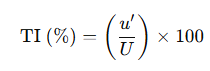 TI (%) = (u′/U) × 100